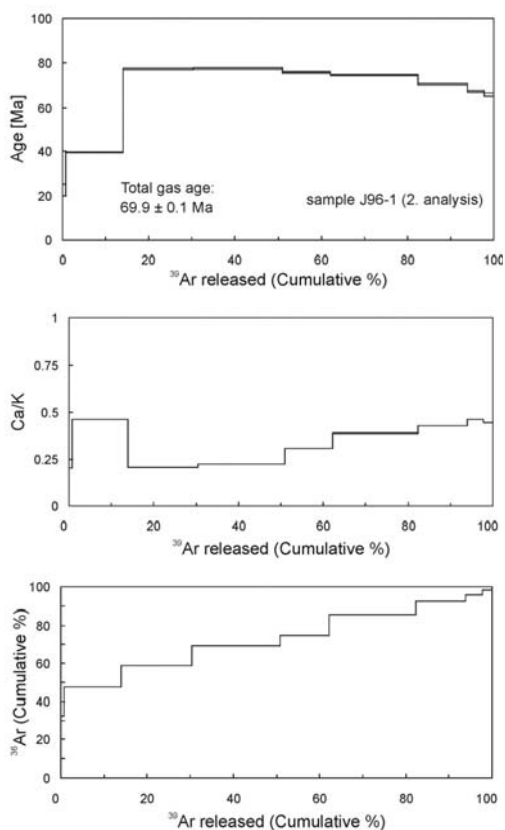 100
80
60
40
20
0
Age [Ma]
Total gas age:
69.9 ± 0.1 Ma
sample J96-1 (2. analysis)
0 20 40 60 80 100
³⁹Ar released (Cumulative %)
1
0.75
0.5
0.25
0
Ca/K
0 20 40 60 80 100
³⁹Ar released (Cumulative %)
100
80
60
40
20
0
³⁶Ar (Cumulative %)
0 20 40 60 80 100
³⁹Ar released (Cumulative %)